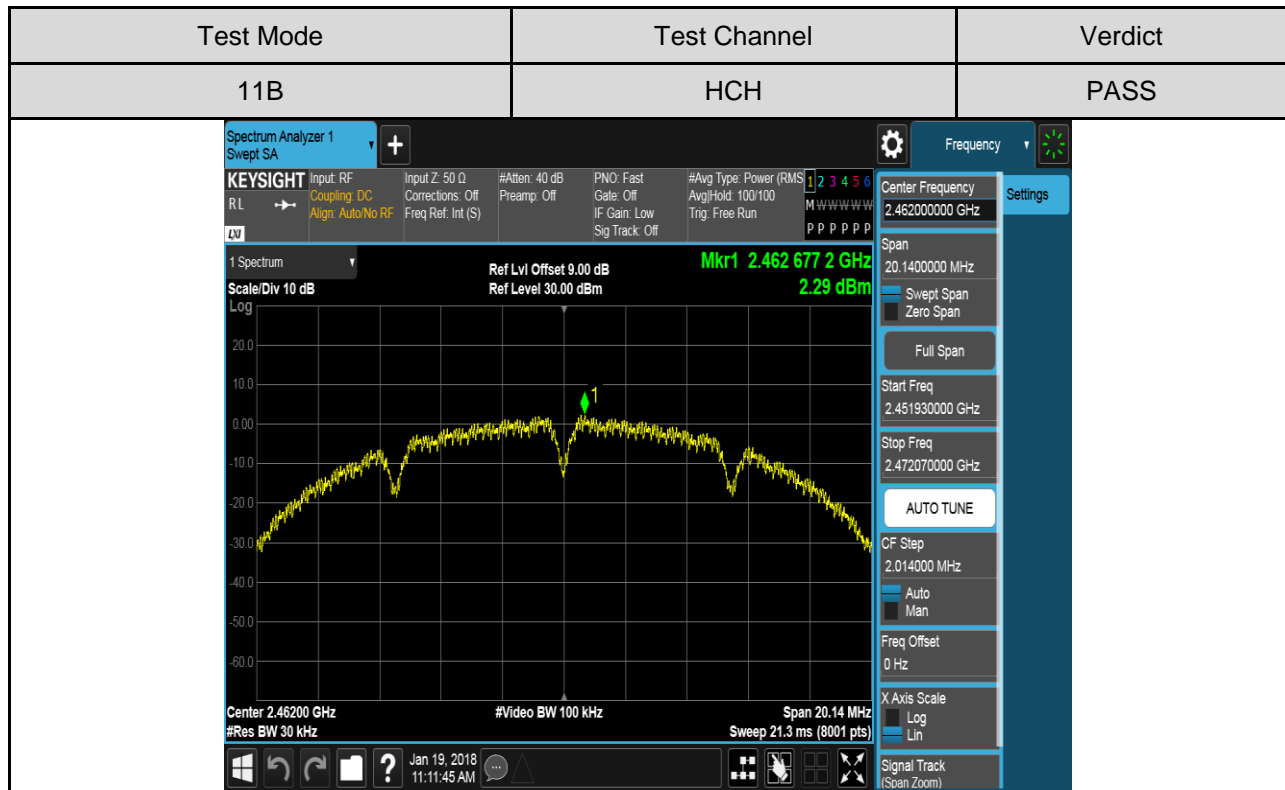 Test Mode Test Channel Verdict
11B HCH PASS
Spectrum Analyzer 1
Swept SA
+
Frequency
KEYSIGHT
RL
LXI
Input: RF
Coupling: DC
Align: Auto/No RF
Input Z: 50 Ω
Corrections: Off
Freq Ref: Int (S)
#Atten: 40 dB
Preamp: Off
PNO: Fast
Gate: Off
IF Gain: Low
Sig Track: Off
#Avg Type: Power (RMS
Avg|Hold: 100/100
Trig: Free Run
1 2 3 4 5 6
M W W W W W
P P P P P P
1 Spectrum
Scale/Div 10 dB
Log
Ref Lvl Offset 9.00 dB
Ref Level 30.00 dBm
Mkr1 2.462 677 2 GHz
2.29 dBm
20.0
10.0
1
0.00
-10.0
-20.0
-30.0
-40.0
-50.0
-60.0
Center 2.46200 GHz
#Res BW 30 kHz
#Video BW 100 kHz
Span 20.14 MHz
Sweep 21.3 ms (8001 pts)
?
Jan 19, 2018
11:11:45 AM
Center Frequency
2.462000000 GHz
Span
20.1400000 MHz
Swept Span
Zero Span
Full Span
Start Freq
2.451930000 GHz
Stop Freq
2.472070000 GHz
AUTO TUNE
CF Step
2.014000 MHz
Auto
Man
Freq Offset
0 Hz
X Axis Scale
Log
Lin
Signal Track
(Span Zoom)
Settings